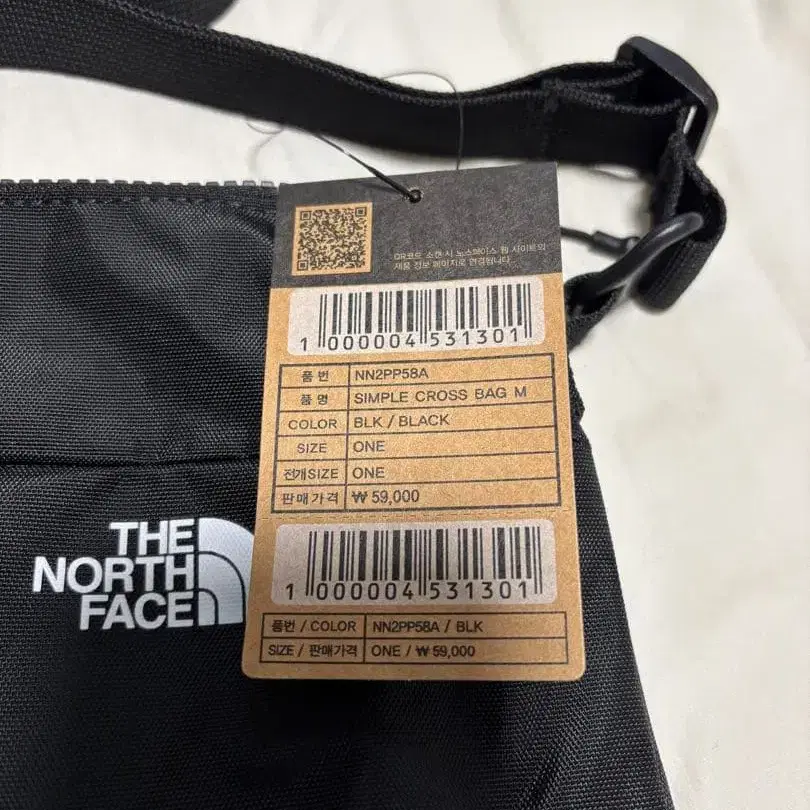 QR코드 스캔 시 노스페이스 웹 사이트의
제품 정보 페이지로 연결됩니다.
1 000004 531301
품 번 NN2PP58A
품 명 SIMPLE CROSS BAG M
COLOR BLK / BLACK
SIZE ONE
전개SIZE ONE
판매가격 ₩ 59,000
1 000004 531301
품번 / COLOR NN2PP58A / BLK
SIZE / 판매가격 ONE / ₩ 59,000
THE
NORTH
FACE